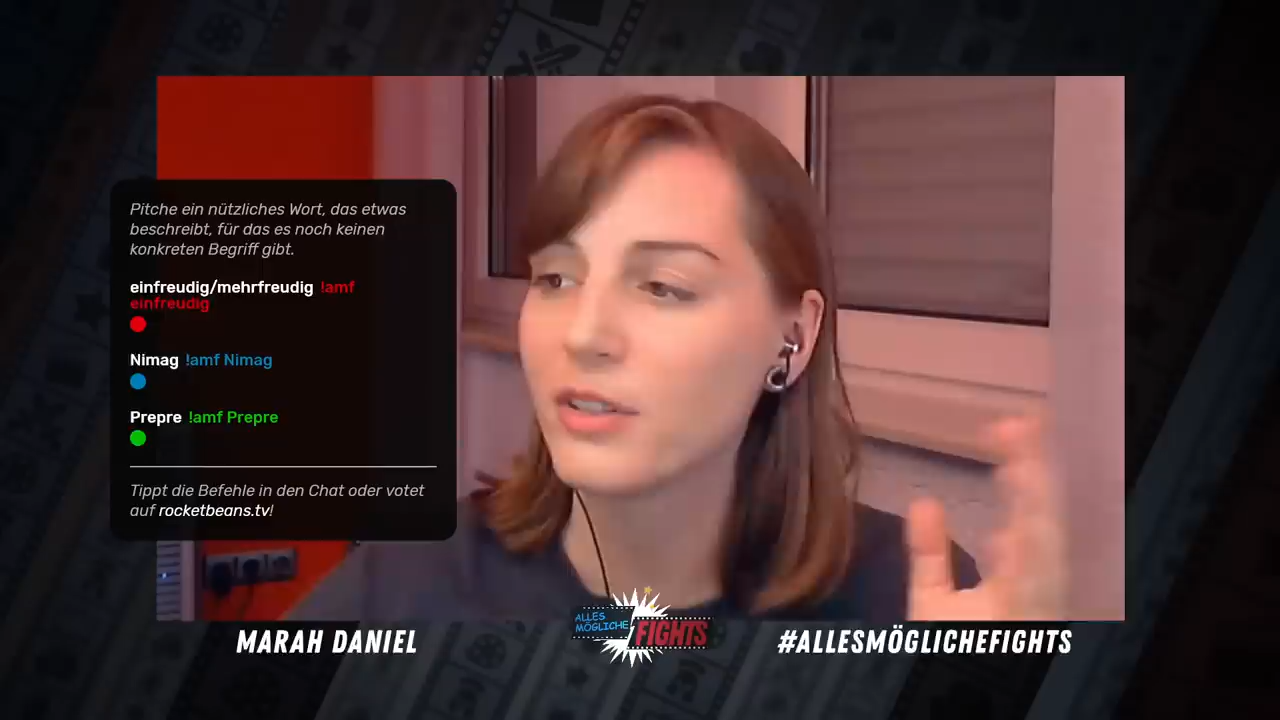 Pitche ein nützliches Wort, das etwas
beschreibt, für das es noch keinen
konkreten Begriff gibt.
einfreudig/mehrfreudig !amf
einfreudig
Nimag !amf Nimag
Prepre !amf Prepre
Tippt die Befehle in den Chat oder votet
auf rocketbeans.tv!
MARAH DANIEL
ALLES
MÖGLICHE
FIGHTS
#ALLESMÖGLICHEFIGHTS